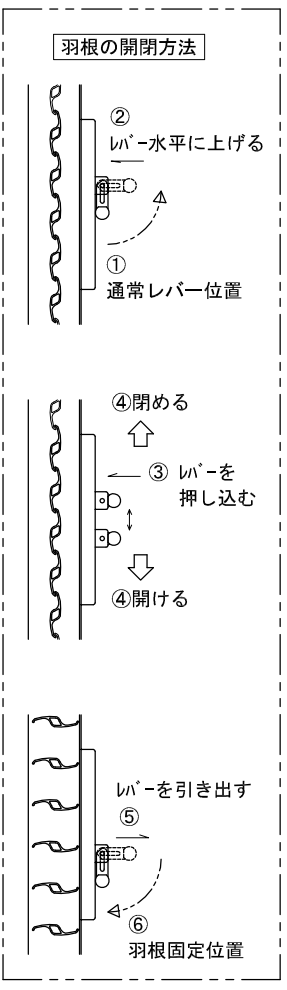 羽根の開閉方法
②
ﾚﾊﾞｰ水平に上げる
①
通常レバー位置
④閉める
③ ﾚﾊﾞｰを
押し込む
④開ける
ﾚﾊﾞｰを引き出す
⑤
⑥
羽根固定位置